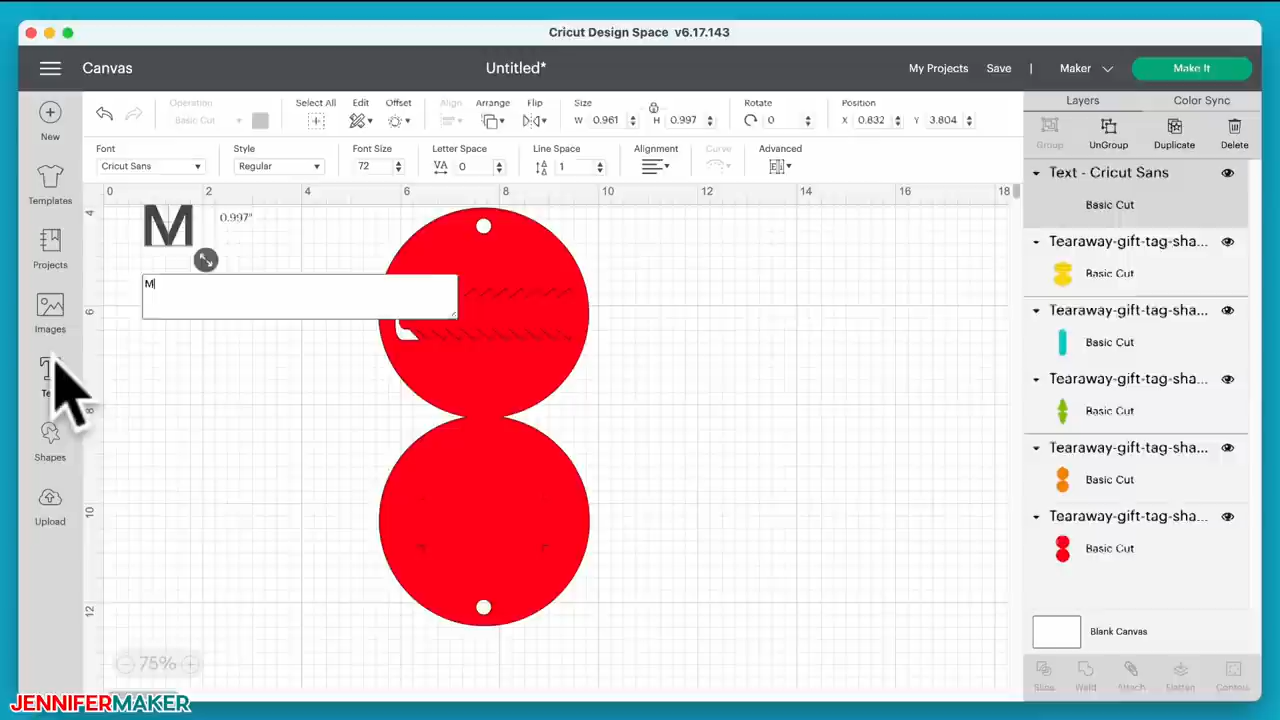 Cricut Design Space v6.17.143
Canvas
Untitled*
My Projects Save | Maker Make It
New
Templates
Projects
Images
Shapes
Upload
Operation
Basic Cut
Select All Edit Offset Align Arrange Flip
Size
W 0.961 H 0.997
Rotate
0
Position
X 0.832 Y 3.804
Font
Cricut Sans
Style
Regular
Font Size
72
Letter Space
VA 0
Line Space
1
Alignment Curve Advanced
0 2 4 6 8 10 12 14 16 18
4
6
8
10
12
M
0.997"
M
75%
Layers Color Sync
Group UnGroup Duplicate Delete
Text - Cricut Sans
Basic Cut
Tearaway-gift-tag-sha...
Basic Cut
Tearaway-gift-tag-sha...
Basic Cut
Tearaway-gift-tag-sha...
Basic Cut
Tearaway-gift-tag-sha...
Basic Cut
Tearaway-gift-tag-sha...
Basic Cut
Blank Canvas
Slice Weld Attach Flatten Contour
JENNIFERMAKER